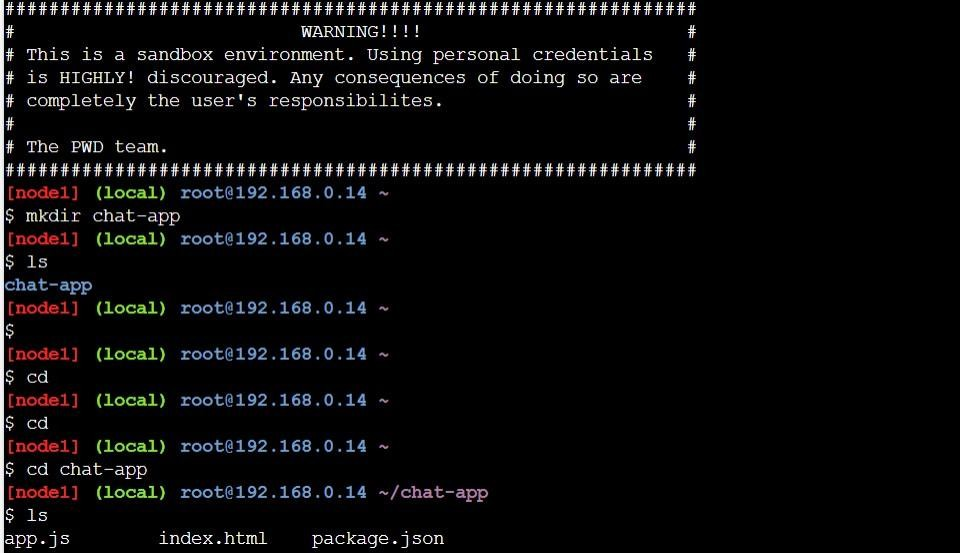 ################################################################
# WARNING!!!! #
# This is a sandbox environment. Using personal credentials #
# is HIGHLY! discouraged. Any consequences of doing so are #
# completely the user's responsibilites. #
# #
# The PWD team. #
################################################################
[node1] (local) root@192.168.0.14 ~
$ mkdir chat-app
[node1] (local) root@192.168.0.14 ~
$ ls
chat-app
[node1] (local) root@192.168.0.14 ~
$
[node1] (local) root@192.168.0.14 ~
$ cd
[node1] (local) root@192.168.0.14 ~
$ cd
[node1] (local) root@192.168.0.14 ~
$ cd chat-app
[node1] (local) root@192.168.0.14 ~/chat-app
$ ls
app.js index.html package.json